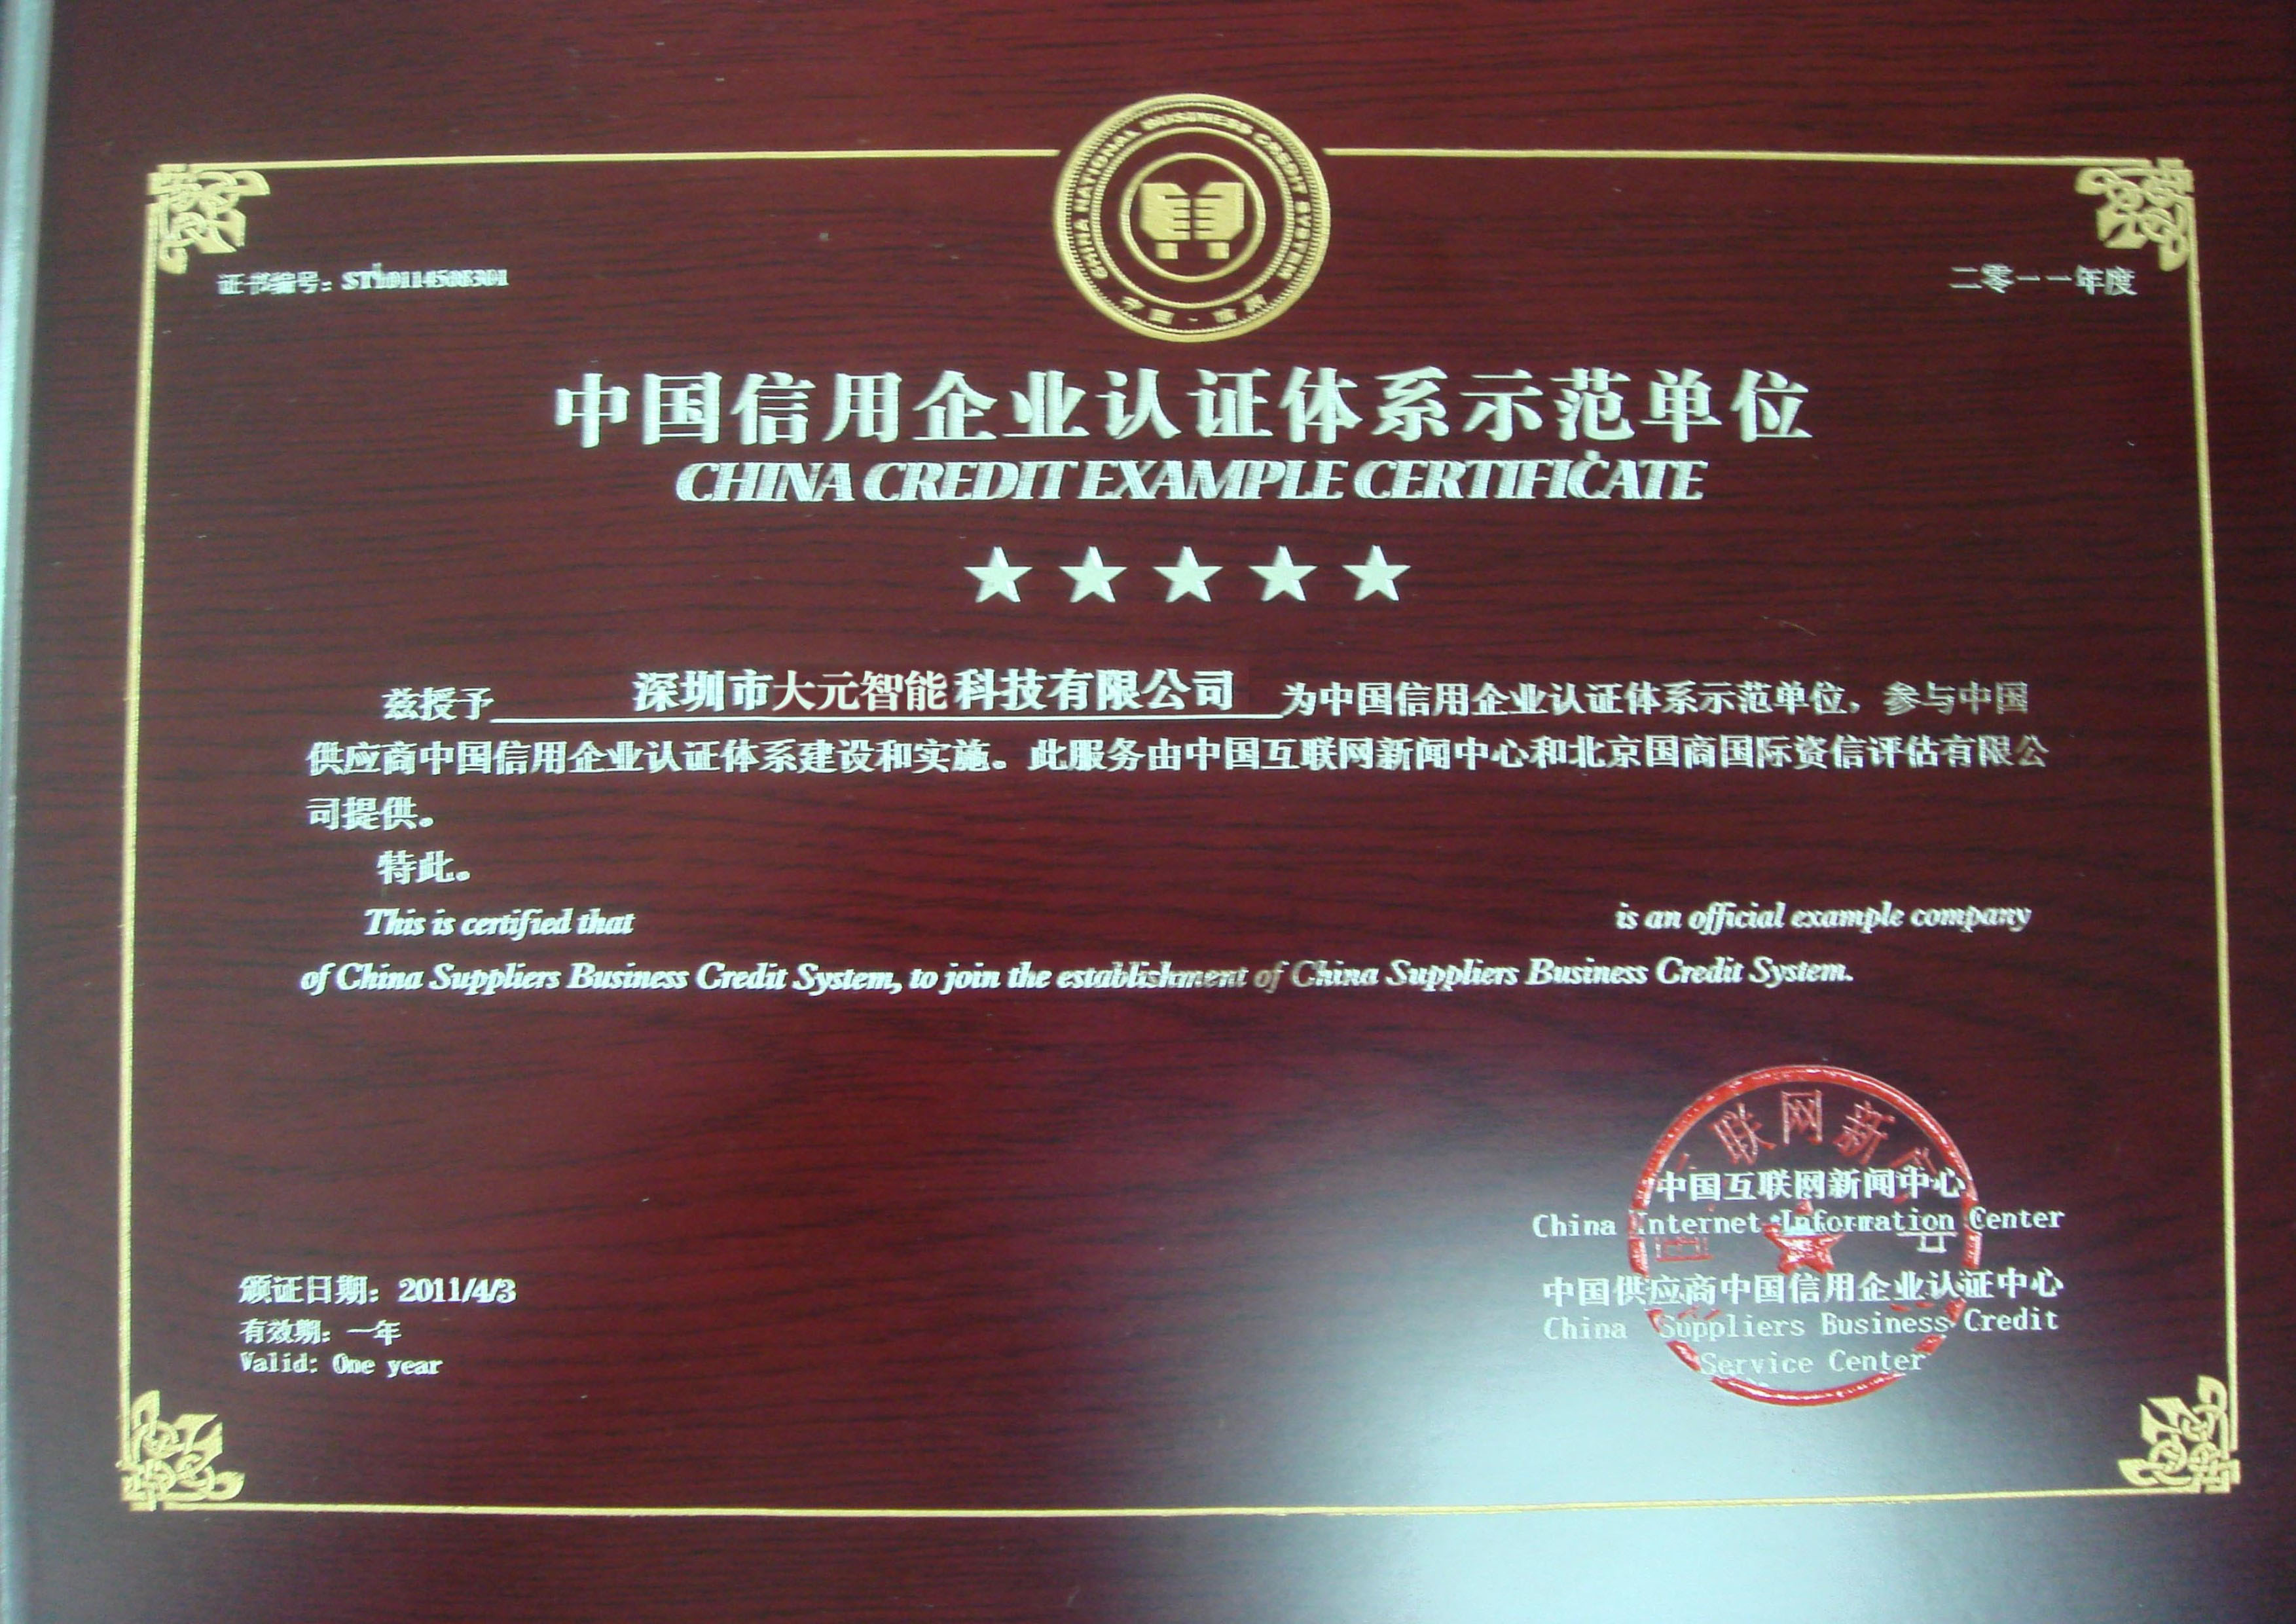 CHINA NATIONAL BUSINESS CREDIT SYSTEM
证书编号：
二零一一年度
中国信用企业认证体系示范单位
CHINA CREDIT EXAMPLE CERTIFICATE
★★★★★
兹授予 深圳市大元智能科技有限公司 为中国信用企业认证体系示范单位，参与中国
供应商中国信用企业认证体系建设和实施。此服务由中国互联网新闻中心和北京国商国际资信评估有限公
司提供。
特此。
This is certified that is an official example company
of China Suppliers Business Credit System, to join the establishment of China Suppliers Business Credit System.
联网新
中国互联网新闻中心
China Internet Information Center
中国供应商中国信用企业认证中心
China Suppliers Business Credit
Service Center
颁证日期：2011/4/3
有效期：一年
Valid: One year